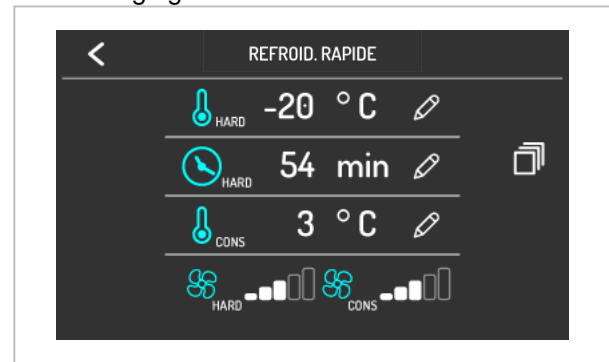 REFROID. RAPIDE
HARD -20 °C
HARD 54 min
CONS 3 °C
HARD CONS